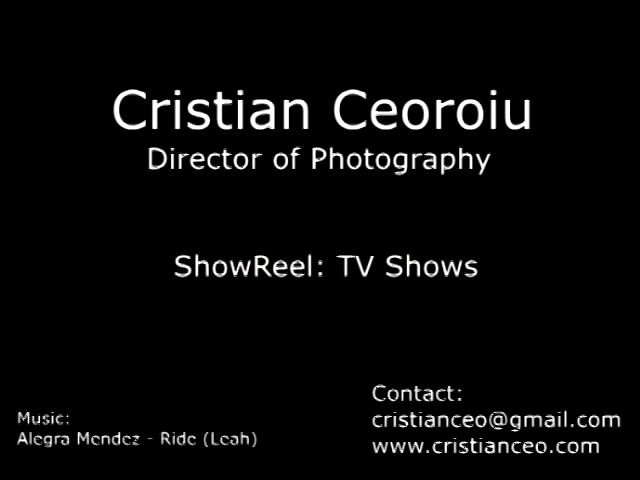 Cristian Ceoroiu
Director of Photography
ShowReel: TV Shows
Music:
Alegra Mendez - Ride (Leah)
Contact:
cristianceo@gmail.com
www.cristianceo.com